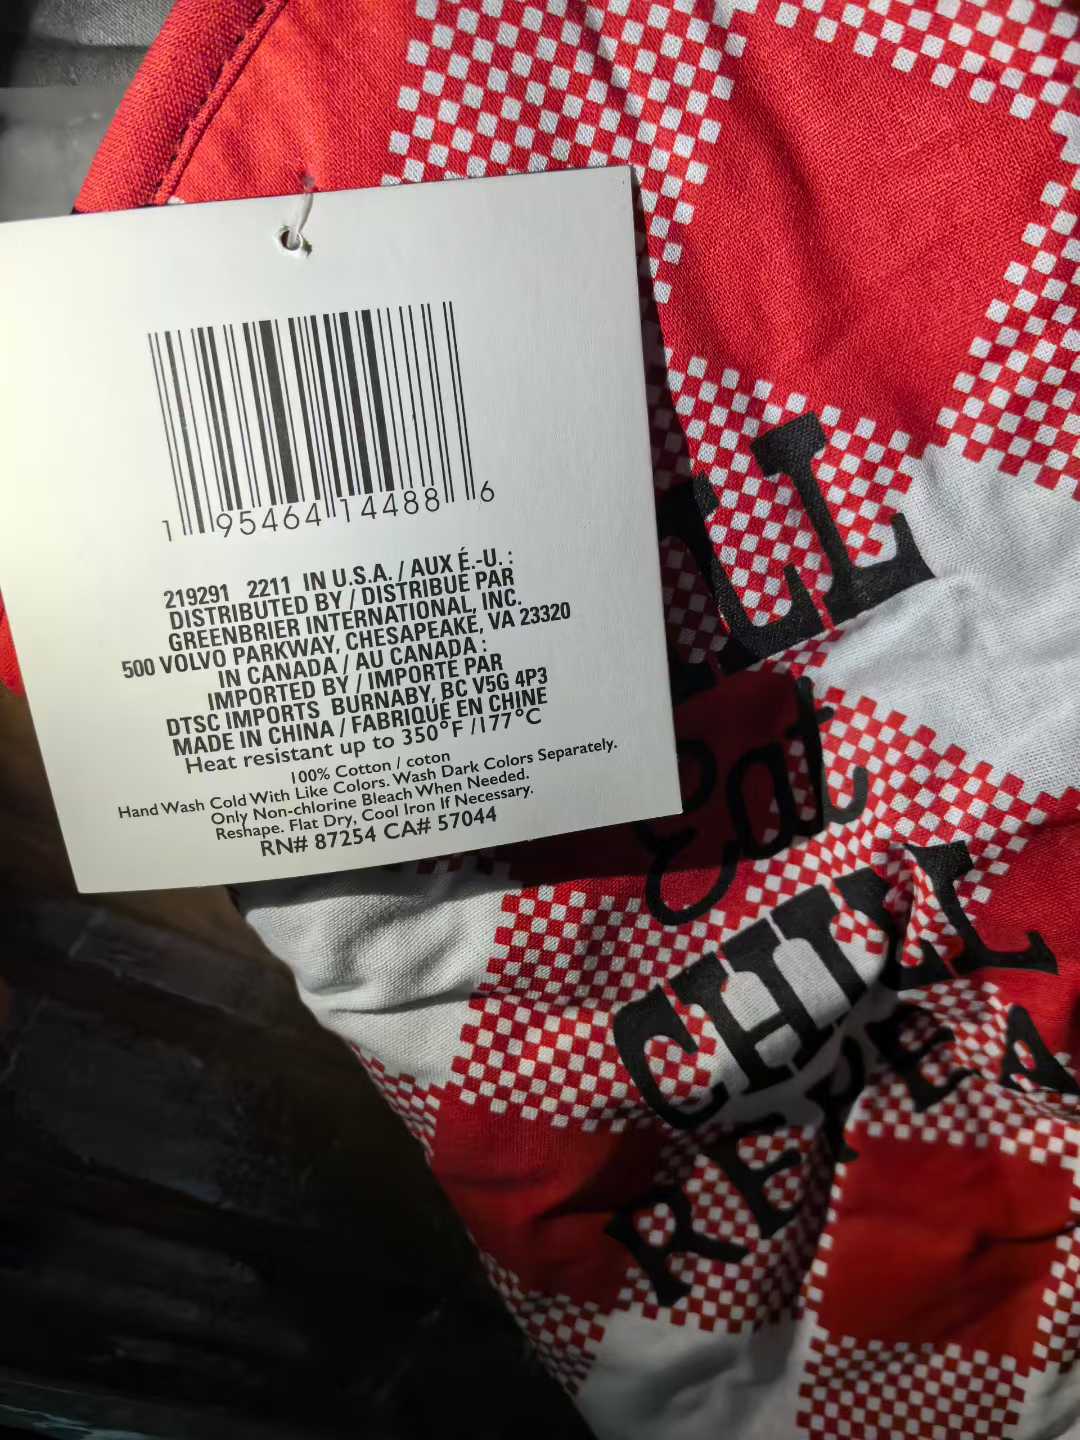 1 95464 14488 6
219291 2211 IN U.S.A. / AUX É.-U. :
DISTRIBUTED BY / DISTRIBUÉ PAR
GREENBRIER INTERNATIONAL, INC.
500 VOLVO PARKWAY, CHESAPEAKE, VA 23320
IN CANADA / AU CANADA :
IMPORTED BY / IMPORTÉ PAR
DTSC IMPORTS BURNABY, BC V5G 4P3
MADE IN CHINA / FABRIQUÉ EN CHINE
Heat resistant up to 350°F /177°C
100% Cotton / coton
Hand Wash Cold With Like Colors. Wash Dark Colors Separately.
Only Non-chlorine Bleach When Needed.
Reshape. Flat Dry, Cool Iron If Necessary.
RN# 87254 CA# 57044
Eat
CHILL